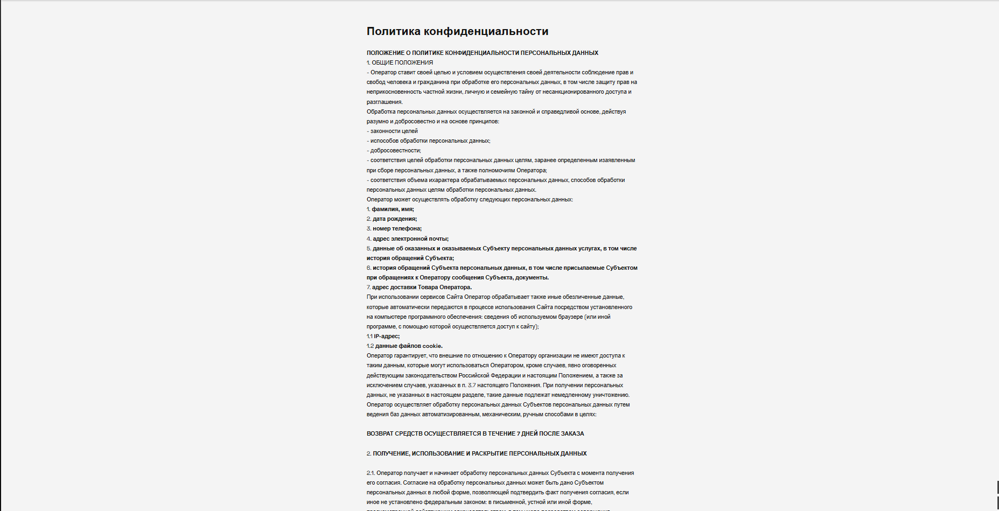 Политика конфиденциальности
ПОЛОЖЕНИЕ О ПОЛИТИКЕ КОНФИДЕНЦИАЛЬНОСТИ ПЕРСОНАЛЬНЫХ ДАННЫХ
1. ОБЩИЕ ПОЛОЖЕНИЯ
- Оператор ставит своей целью и условием осуществления своей деятельности соблюдение прав и
свобод человека и гражданина при обработке его персональных данных, в том числе защиту прав на
неприкосновенность частной жизни, личную и семейную тайну от несанкционированного доступа и
разглашения.
Обработка персональных данных осуществляется на законной и справедливой основе, действуя
разумно и добросовестно и на основе принципов:
- законности целей
- испособов обработки персональных данных;
- добросовестности;
- соответствия целей обработки персональных данных целям, заранее определенным изаявленным
при сборе персональных данных, а также полномочиям Оператора;
- соответствия объема ихарактера обрабатываемых персональных данных, способов обработки
персональных данных целям обработки персональных данных.
Оператор может осуществлять обработку следующих персональных данных:
1. фамилия, имя;
2. дата рождения;
3. номер телефона;
4. адрес электронной почты;
5. данные об оказанных и оказываемых Субъекту персональных данных услугах, в том числе
история обращений Субъекта;
6. история обращений Субъекта персональных данных, в том числе присылаемые Субъектом
при обращениях к Оператору сообщения Субъекта, документы.
7. адрес доставки Товара Оператора.
При использовании сервисов Сайта Оператор обрабатывает также иные обезличенные данные,
которые автоматически передаются в процессе использования Сайта посредством установленного
на компьютере программного обеспечения: сведения об используемом браузере (или иной
программе, с помощью которой осуществляется доступ к сайту);
1.1 IP-адрес;
1.2 данные файлов cookie.
Оператор гарантирует, что внешние по отношению к Оператору организации не имеют доступа к
таким данным, которые могут использоваться Оператором, кроме случаев, явно оговоренных
действующим законодательством Российской Федерации и настоящим Положением, а также за
исключением случаев, указанных в п. 3.7 настоящего Положения. При получении персональных
данных, не указанных в настоящем разделе, такие данные подлежат немедленному уничтожению.
Оператор осуществляет обработку персональных данных Субъектов персональных данных путем
ведения баз данных автоматизированным, механическим, ручным способами в целях:
ВОЗВРАТ СРЕДСТВ ОСУЩЕСТВЛЯЕТСЯ В ТЕЧЕНИЕ 7 ДНЕЙ ПОСЛЕ ЗАКАЗА
2. ПОЛУЧЕНИЕ, ИСПОЛЬЗОВАНИЕ И РАСКРЫТИЕ ПЕРСОНАЛЬНЫХ ДАННЫХ
2.1. Оператор получает и начинает обработку персональных данных Субъекта с момента получения
его согласия. Согласие на обработку персональных данных может быть дано Субъектом
персональных данных в любой форме, позволяющей подтвердить факт получения согласия, если
иное не установлено федеральным законом: в письменной, устной или иной форме,